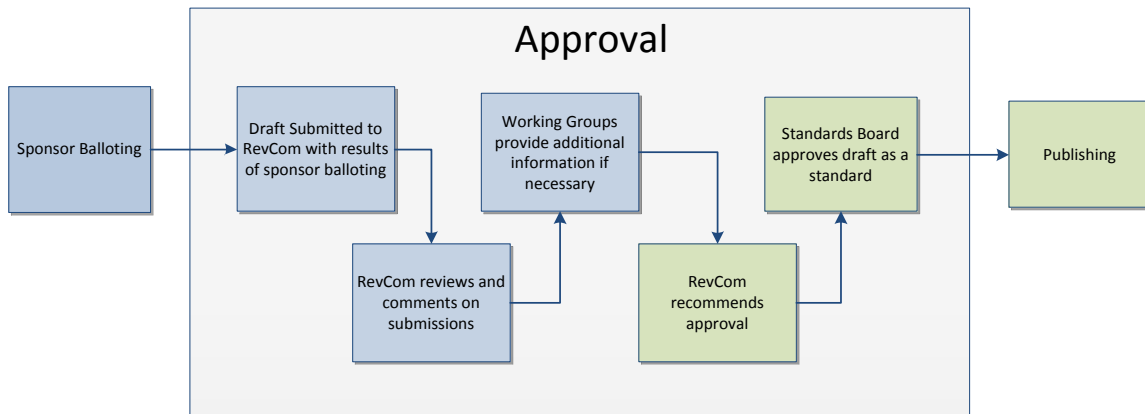 Approval
Sponsor Balloting
Draft Submitted to
RevCom with results
of sponsor balloting
RevCom reviews and
comments on
submissions
Working Groups
provide additional
information if
necessary
RevCom
recommends
approval
Standards Board
approves draft as a
standard
Publishing